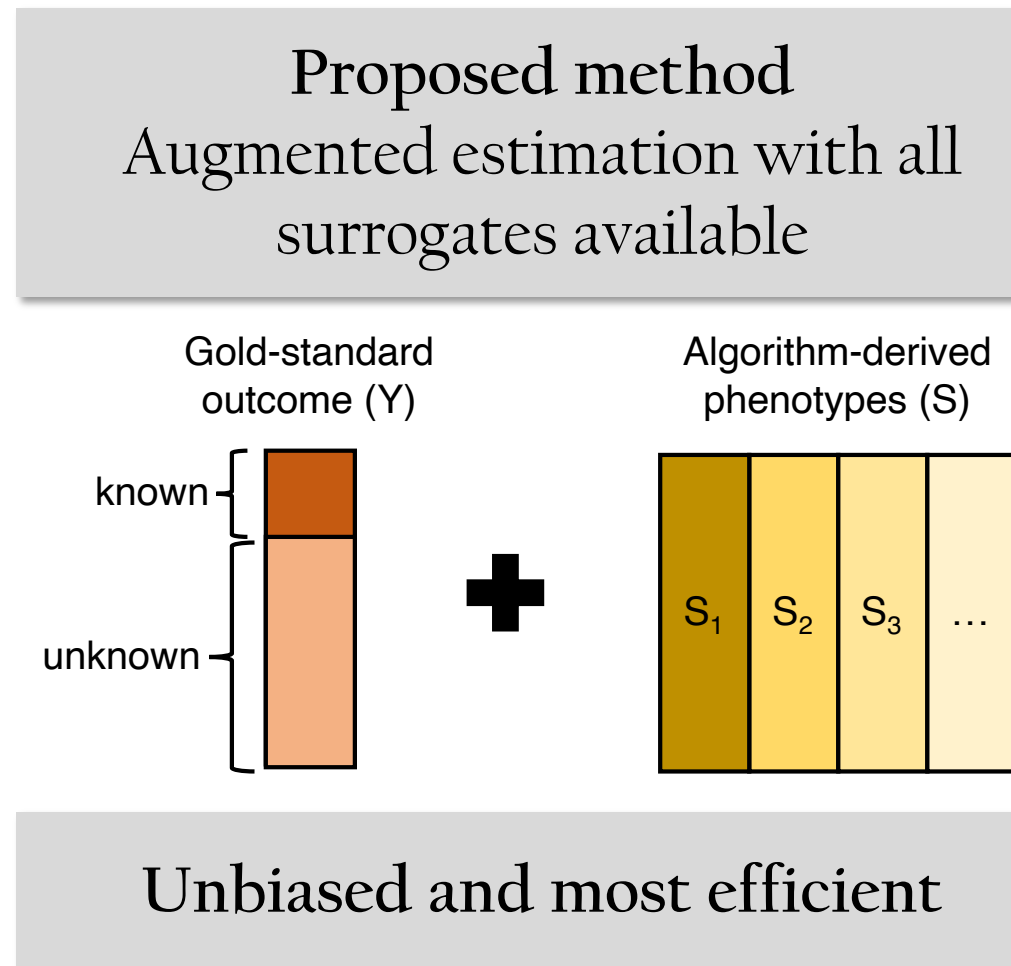 Proposed method
Augmented estimation with all
surrogates available
Gold-standard
outcome (Y)
Algorithm-derived
phenotypes (S)
known
unknown
S₁ S₂ S₃ ...
Unbiased and most efficient